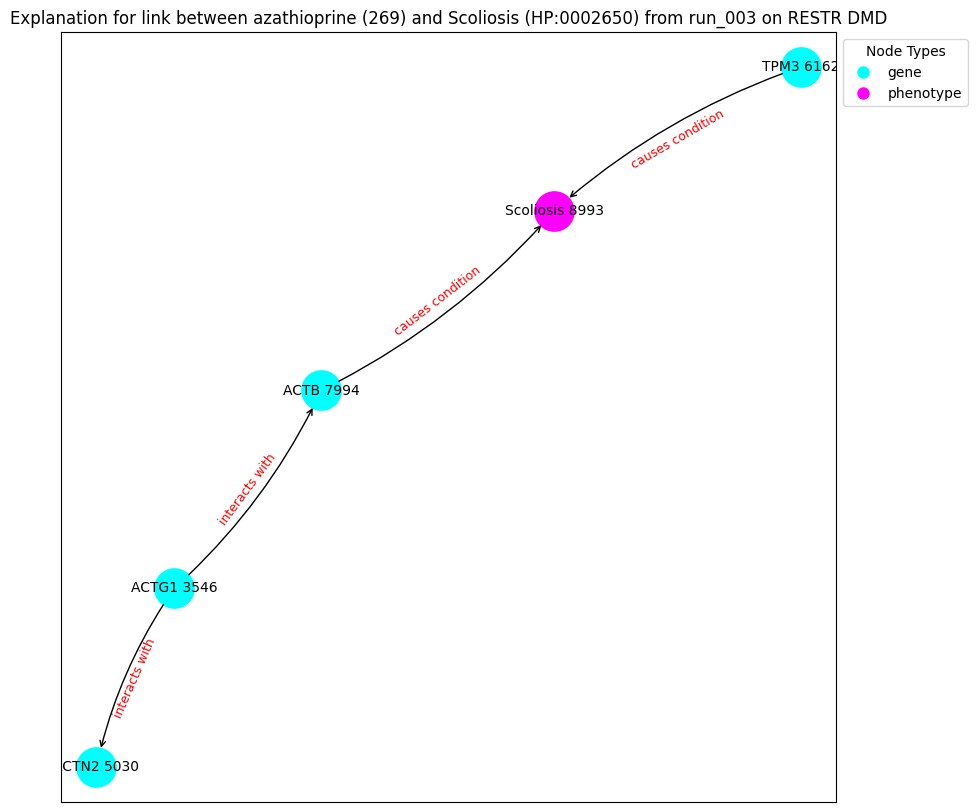 Explanation for link between azathioprine (269) and Scoliosis (HP:0002650) from run_003 on RESTR DMD
Node Types
gene
phenotype
TPM3 6162
causes condition
Scoliosis 8993
causes condition
ACTB 7994
interacts with
ACTG1 3546
interacts with
CTN2 5030